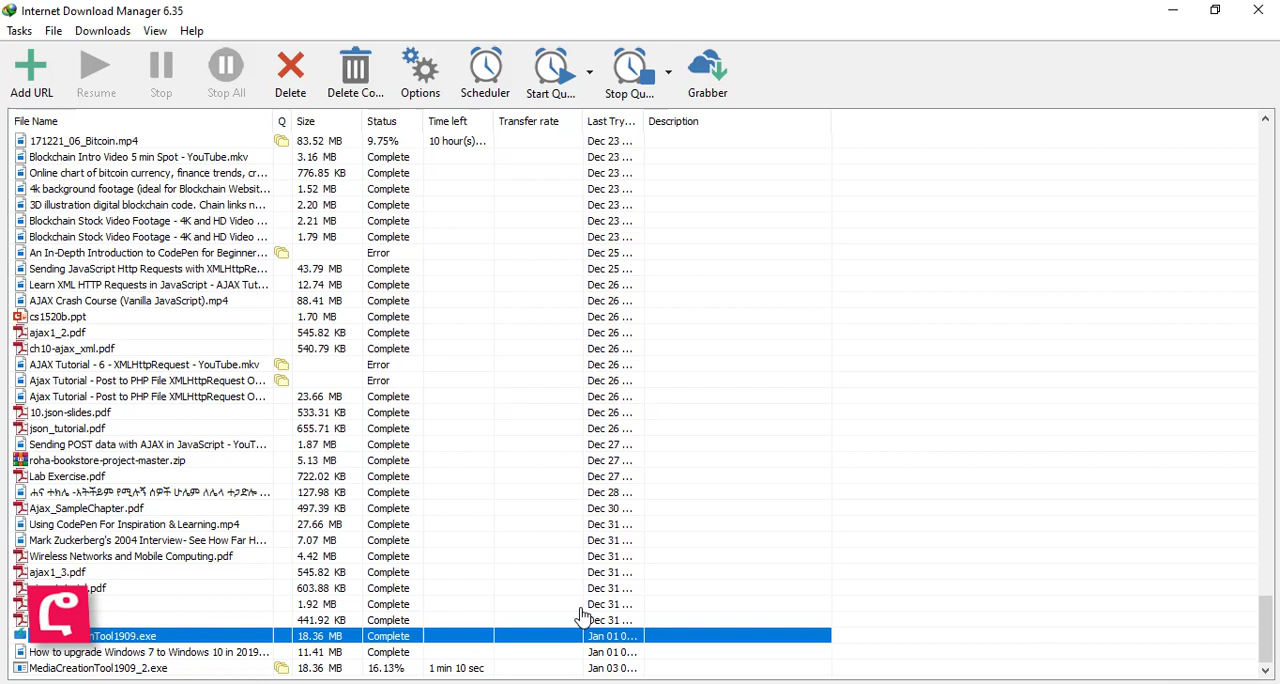 Internet Download Manager 6.35
Tasks File Downloads View Help
Add URL Resume Stop Stop All Delete Delete Co... Options Scheduler Start Qu... Stop Qu... Grabber
File Name Q Size Status Time left Transfer rate Last Try... Description
171221_06_Bitcoin.mp4 83.52 MB 9.75% 10 hour(s)... Dec 23 ...
Blockchain Intro Video 5 min Spot - YouTube.mkv 3.16 MB Complete Dec 23 ...
Online chart of bitcoin currency, finance trends, cr... 776.85 KB Complete Dec 23 ...
4k background footage (ideal for Blockchain Websit... 1.52 MB Complete Dec 23 ...
3D illustration digital blockchain code. Chain links n... 2.20 MB Complete Dec 23 ...
Blockchain Stock Video Footage - 4K and HD Video ... 2.21 MB Complete Dec 23 ...
Blockchain Stock Video Footage - 4K and HD Video ... 1.79 MB Complete Dec 23 ...
An In-Depth Introduction to CodePen for Beginner... Error Dec 25 ...
Sending JavaScript Http Requests with XMLHttpRe... 43.79 MB Complete Dec 25 ...
Learn XML HTTP Requests in JavaScript - AJAX Tut... 12.74 MB Complete Dec 26 ...
AJAX Crash Course (Vanilla JavaScript).mp4 88.41 MB Complete Dec 26 ...
cs1520b.ppt 1.70 MB Complete Dec 26 ...
ajax1_2.pdf 545.82 KB Complete Dec 26 ...
ch10-ajax_xml.pdf 540.79 KB Complete Dec 26 ...
AJAX Tutorial - 6 - XMLHttpRequest - YouTube.mkv Error Dec 26 ...
Ajax Tutorial - Post to PHP File XMLHttpRequest O... Error Dec 26 ...
Ajax Tutorial - Post to PHP File XMLHttpRequest O... 23.66 MB Complete Dec 26 ...
10.json-slides.pdf 533.31 KB Complete Dec 26 ...
json_tutorial.pdf 655.71 KB Complete Dec 26 ...
Sending POST data with AJAX in JavaScript - YouT... 1.87 MB Complete Dec 27 ...
roha-bookstore-project-master.zip 5.13 MB Complete Dec 27 ...
Lab Exercise.pdf 722.02 KB Complete Dec 27 ...
ሐና ተክሌ -አትችይም የሚሉኝ ሰዎች ሁሌም ለሌላ ተጋድሎ ... 127.98 MB Complete Dec 28 ...
Ajax_SampleChapter.pdf 497.39 KB Complete Dec 30 ...
Using CodePen For Inspiration & Learning.mp4 27.66 MB Complete Dec 31 ...
Mark Zuckerberg's 2004 Interview- See How Far H... 7.07 MB Complete Dec 31 ...
Wireless Networks and Mobile Computing.pdf 4.42 MB Complete Dec 31 ...
ajax1_3.pdf 545.82 KB Complete Dec 31 ...
.pdf 603.88 KB Complete Dec 31 ...
1.92 MB Complete Dec 31 ...
441.92 KB Complete ec 31 ...
nTool1909.exe 18.36 MB Complete Jan 01 0...
How to upgrade Windows 7 to Windows 10 in 2019... 11.41 MB Complete Jan 01 0...
MediaCreationTool1909_2.exe 18.36 MB 16.13% 1 min 10 sec Jan 03 0...